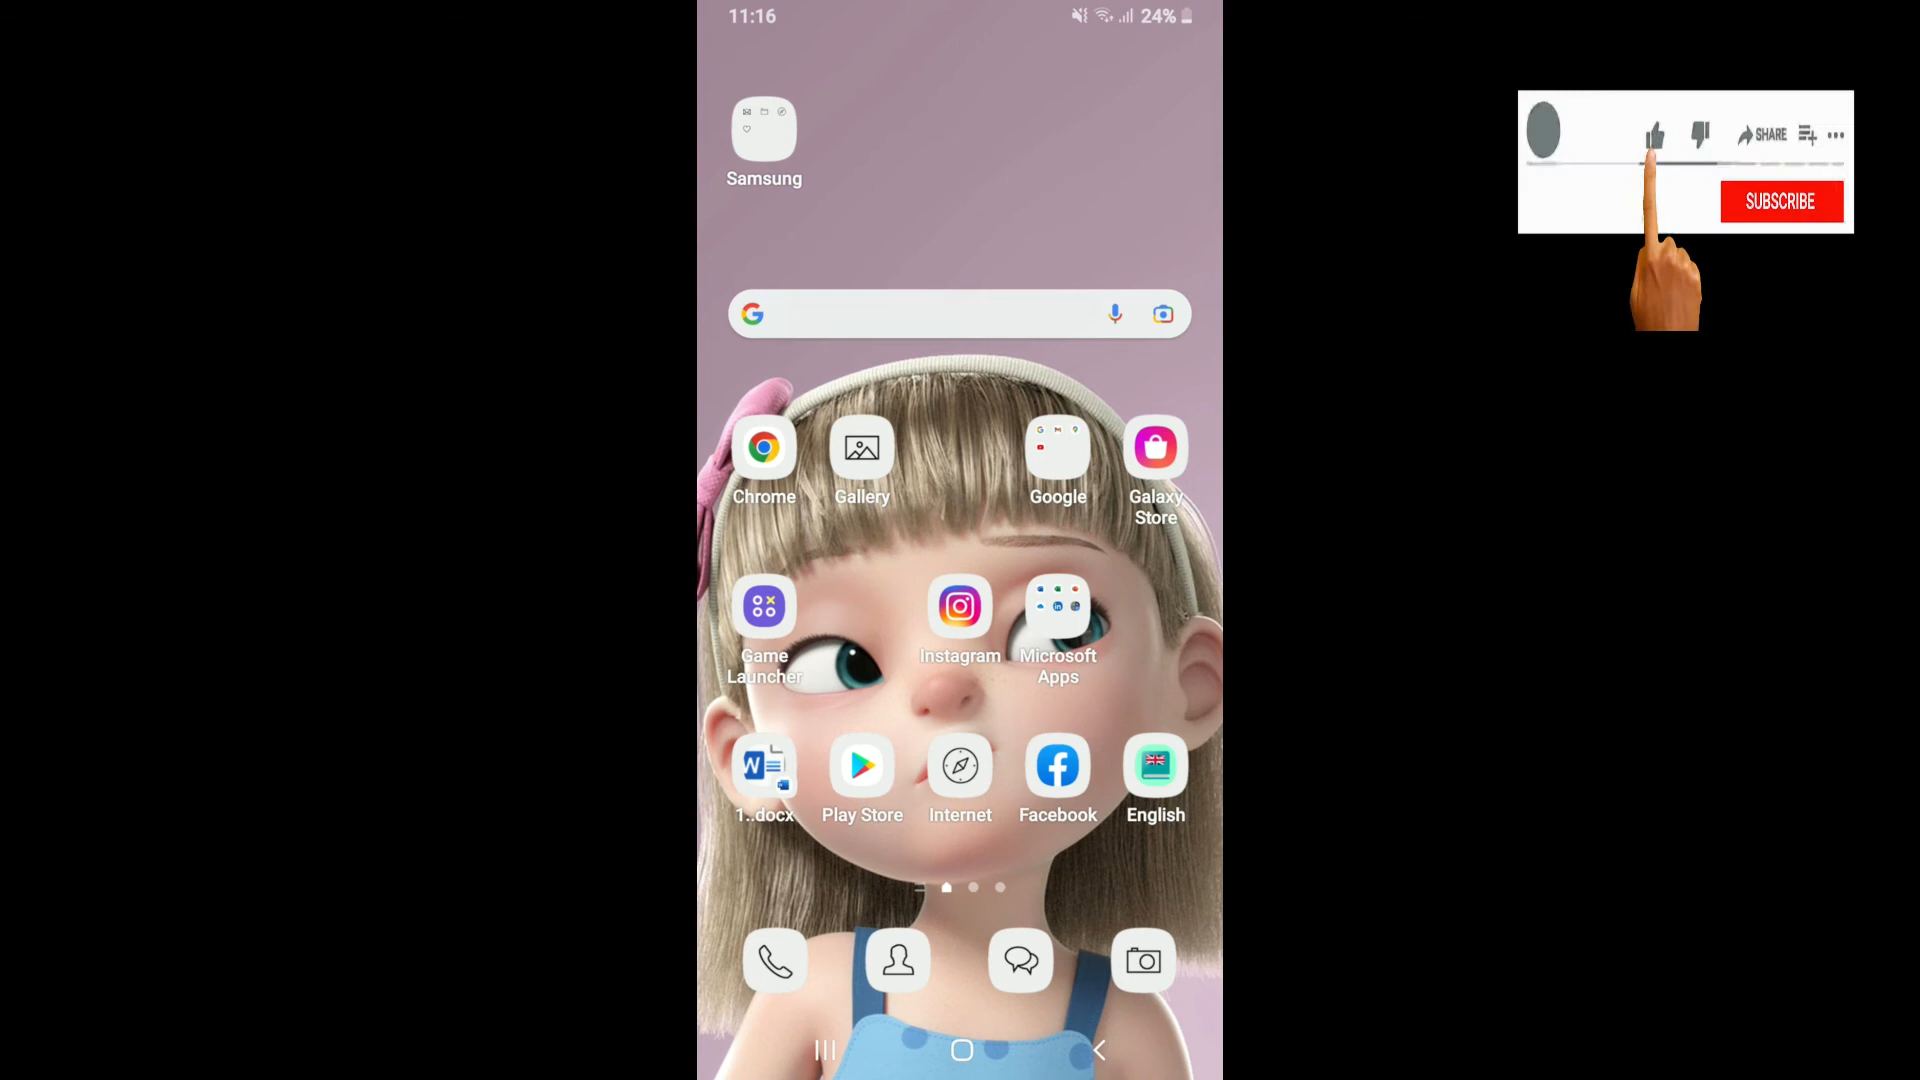 11:16
24%
Samsung
SHARE
SUBSCRIBE
Chrome
Gallery
Google
Galaxy
Store
Game
Launcher
Instagram
Microsoft
Apps
W
1..docx
Play Store
Internet
Facebook
English